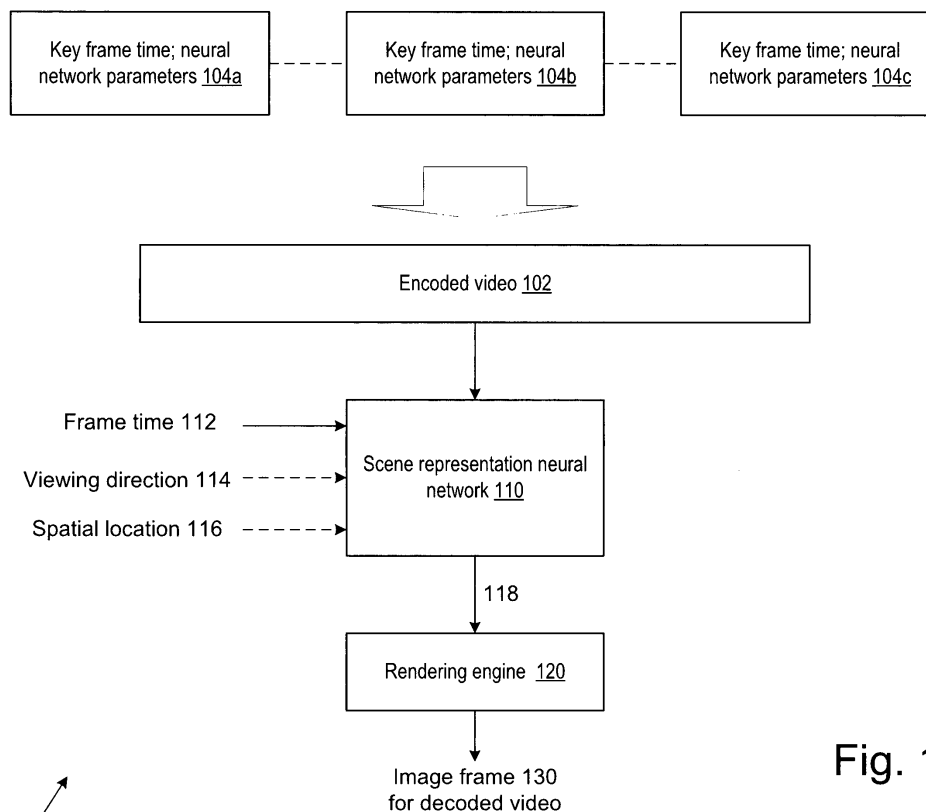 Key frame time; neural
network parameters 104a
Key frame time; neural
network parameters 104b
Key frame time; neural
network parameters 104c
Encoded video 102
Frame time 112
Viewing direction 114
Spatial location 116
Scene representation neural
network 110
118
Rendering engine 120
Image frame 130
for decoded video
Fig. 1